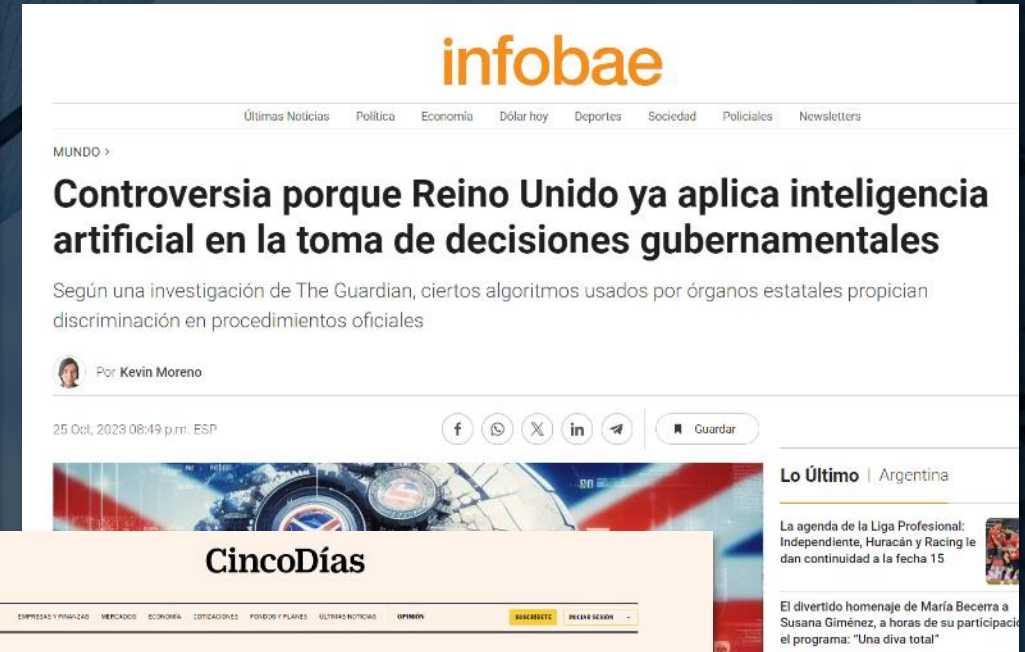 infobae
Últimas Noticias Política Economía Dólar hoy Deportes Sociedad Policiales Newsletters
MUNDO >
Controversia porque Reino Unido ya aplica inteligencia
artificial en la toma de decisiones gubernamentales
Según una investigación de The Guardian, ciertos algoritmos usados por órganos estatales propician
discriminación en procedimientos oficiales
Por Kevin Moreno
25 Oct, 2023 08:49 p.m. ESP
Guardar
Lo Último | Argentina
La agenda de la Liga Profesional:
Independiente, Huracán y Racing le
dan continuidad a la fecha 15
El divertido homenaje de María Becerra a
Susana Giménez, a horas de su participació
el programa: “Una diva total”
CincoDías
EMPRESAS Y FINANZAS MERCADOS ECONOMÍA COTIZACIONES FONDOS Y PLANES ÚLTIMAS NOTICIAS OPINIÓN
SUSCRÍBETE INICIAR SESIÓN